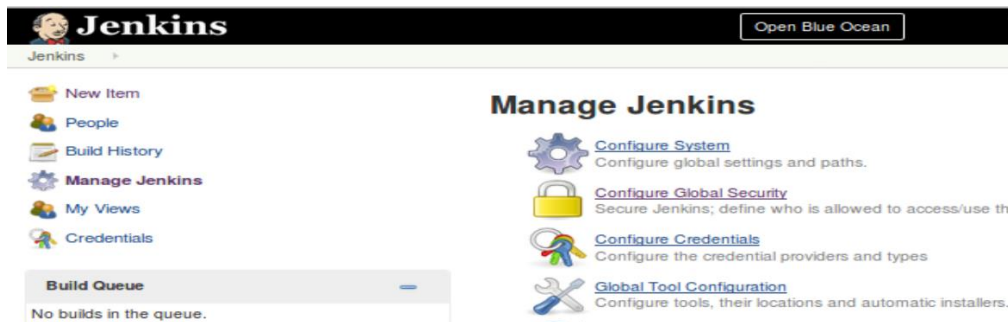 Jenkins
Open Blue Ocean
Jenkins
New Item
People
Build History
Manage Jenkins
My Views
Credentials
Build Queue
No builds in the queue.
Manage Jenkins
Configure System
Configure global settings and paths.
Configure Global Security
Secure Jenkins; define who is allowed to access/use th
Configure Credentials
Configure the credential providers and types
Global Tool Configuration
Configure tools, their locations and automatic installers.